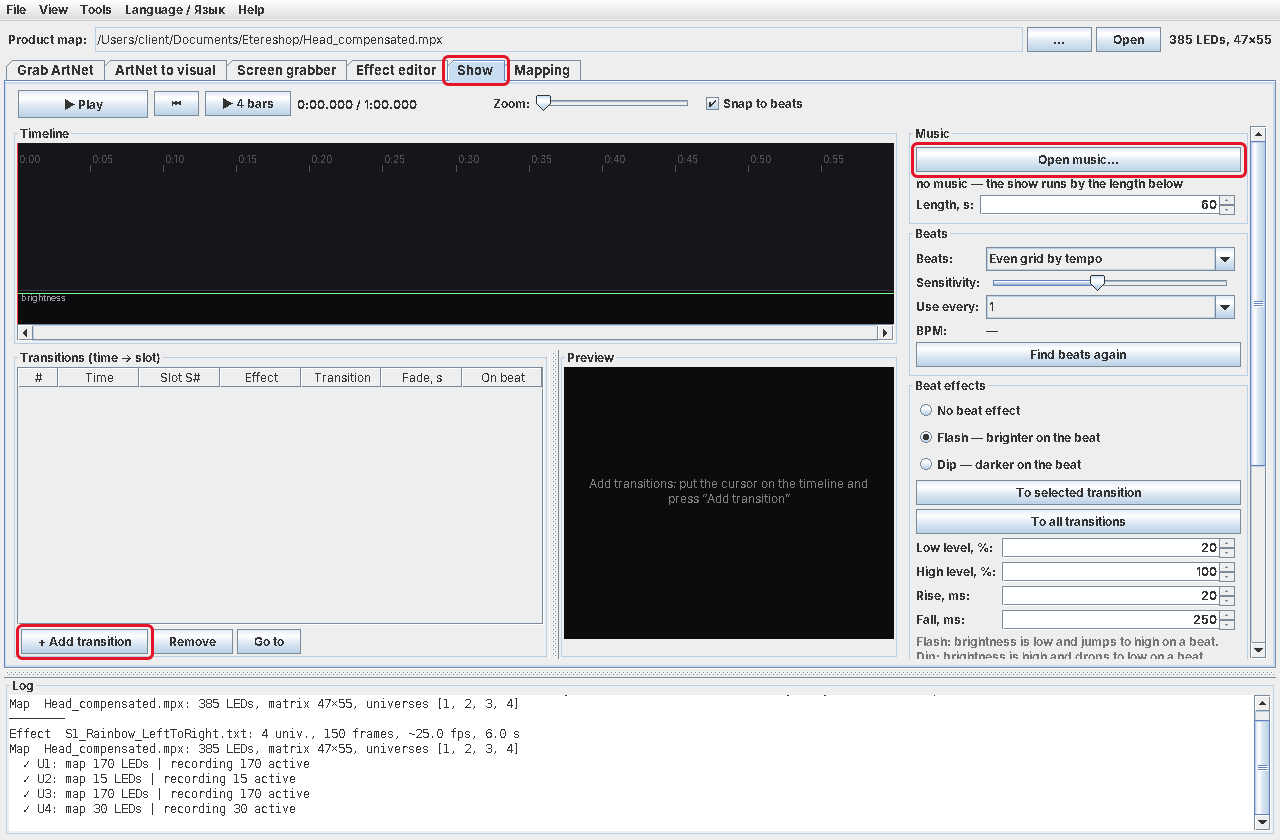 File View Tools Language / Язык Help
Product map: /Users/client/Documents/Etereshop/Head_compensated.mpx ... Open 385 LEDs, 47×55
Grab ArtNet ArtNet to visual Screen grabber Effect editor Show Mapping
▶ Play ⏮ ▶ 4 bars 0:00.000 / 1:00.000 Zoom: Snap to beats
Timeline
0:00 0:05 0:10 0:15 0:20 0:25 0:30 0:35 0:40 0:45 0:50 0:55
brightness
Transitions (time → slot)
# Time Slot S# Effect Transition Fade, s On beat
+ Add transition Remove Go to
Preview
Add transitions: put the cursor on the timeline and
press “Add transition”
Music
Open music...
no music — the show runs by the length below
Length, s: 60
Beats
Beats: Even grid by tempo
Sensitivity:
Use every: 1
BPM: —
Find beats again
Beat effects
No beat effect
Flash — brighter on the beat
Dip — darker on the beat
To selected transition
To all transitions
Low level, %: 20
High level, %: 100
Rise, ms: 20
Fall, ms: 250
Flash: brightness is low and jumps to high on a beat.
Dip: brightness is high and drops to low on a beat
Log
Map Head_compensated.mpx: 385 LEDs, matrix 47×55, universes [1, 2, 3, 4]
————————
Effect S1_Rainbow_LeftToRight.txt: 4 univ., 150 frames, ~25.0 fps, 6.0 s
Map Head_compensated.mpx: 385 LEDs, matrix 47×55, universes [1, 2, 3, 4]
✓ U1: map 170 LEDs | recording 170 active
✓ U2: map 15 LEDs | recording 15 active
✓ U3: map 170 LEDs | recording 170 active
✓ U4: map 30 LEDs | recording 30 active